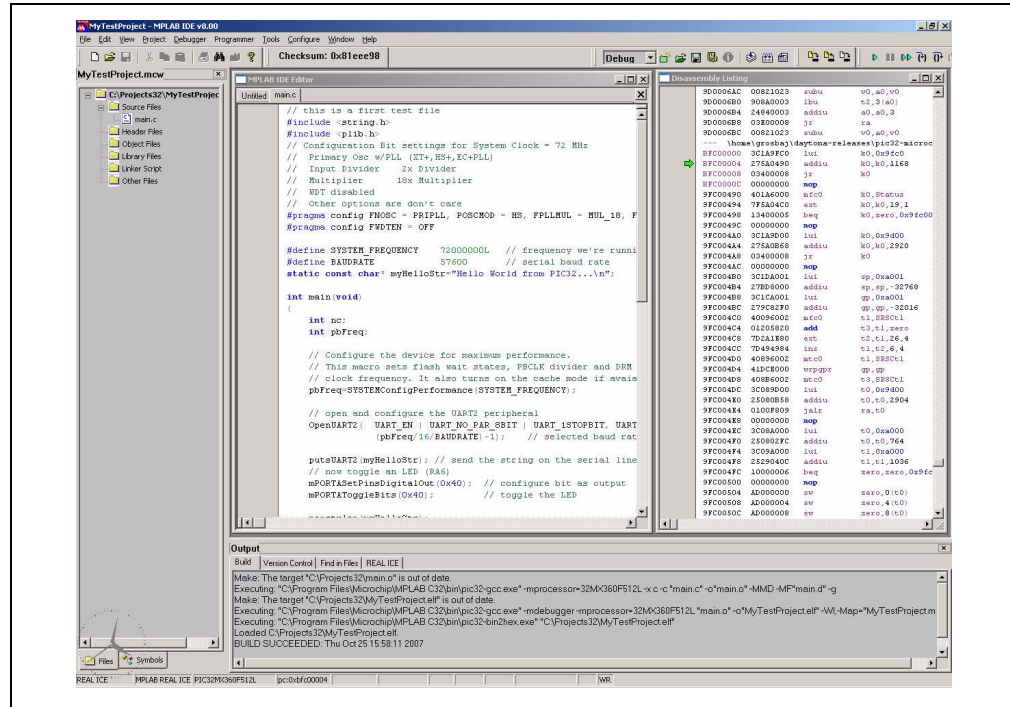 MyTestProject - MPLAB IDE v8.00
File Edit View Project Debugger Programmer Tools Configure Window Help
Checksum: 0x81eee98
Debug
MyTestProject.mcw
C:\Projects32\MyTestProjec
Source Files
main.c
Header Files
Object Files
Library Files
Linker Script
Other Files
Files Symbols
MPLAB IDE Editor
Untitled main.c
// this is a first test file
#include <string.h>
#include <plib.h>
// Configuration Bit settings for System Clock = 72 MHz
// Primary Osc w/PLL (XT+,HS+,EC+PLL)
// Input Divider 2x Divider
// Multiplier 18x Multiplier
// WDT disabled
// Other options are don't care
#pragma config FNOSC = PRIPLL, POSCMOD = HS, FPLLMUL = MUL_18, F
#pragma config FWDTEN = OFF
#define SYSTEM_FREQUENCY 72000000L // frequency we're runni
#define BAUDRATE 57600 // serial baud rate
static const char* myHelloStr="Hello World from PIC32...\n";
int main(void)
{
int nc;
int pbFreq;
// Configure the device for maximum performance.
// This macro sets flash wait states, PBCLK divider and DRM
// clock frequency. It also turns on the cache mode if avaia
pbFreq=SYSTEMConfigPerformance(SYSTEM_FREQUENCY);
// open and configure the UART2 peripheral
OpenUART2( UART_EN | UART_NO_PAR_8BIT | UART_1STOPBIT, UART
(pbFreq/16/BAUDRATE)-1); // selected baud rat
putsUART2(myHelloStr); // send the string on the serial line
// now toggle an LED (RA6)
mPORTASetPinsDigitalOut(0x40); // configure bit as output
mPORTAToggleBits(0x40); // toggle the LED
Disassembly Listing
9D0006AC 00821023 subu v0,a0,v0
9D0006B0 908A0003 lbu t2,3(a0)
9D0006B4 24840003 addiu a0,a0,3
9D0006B8 03E00008 jr ra
9D0006BC 00821023 subu v0,a0,v0
--- \home\grosbaj\daytona-releases\pic32-microc
BFC00000 3C1A9FC0 lui k0,0x9fc0
BFC00004 275A0490 addiu k0,k0,1168
BFC00008 03400008 jr k0
BFC0000C 00000000 nop
9FC00490 401A6000 mfc0 k0,Status
9FC00494 7F5A04C0 ext k0,k0,19,1
9FC00498 13400005 beq k0,zero,0x9fc00
9FC0049C 00000000 nop
9FC004A0 3C1A9D00 lui k0,0x9d00
9FC004A4 275A0B68 addiu k0,k0,2920
9FC004A8 03400008 jr k0
9FC004AC 00000000 nop
9FC004B0 3C1DA001 lui sp,0xa001
9FC004B4 27BD8000 addiu sp,sp,-32768
9FC004B8 3C1CA001 lui gp,0xa001
9FC004BC 279C82F0 addiu gp,gp,-32016
9FC004C0 40096002 mfc0 t1,SRSCtl
9FC004C4 01205820 add t3,t1,zero
9FC004C8 7D2A1E80 ext t2,t1,26,4
9FC004CC 7D494984 ins t1,t2,6,4
9FC004D0 40896002 mtc0 t1,SRSCtl
9FC004D4 41DCE000 wrpgpr gp,gp
9FC004D8 408B6002 mtc0 t3,SRSCtl
9FC004DC 3C089D00 lui t0,0x9d00
9FC004E0 25080B58 addiu t0,t0,2904
9FC004E4 0100F809 jalr ra,t0
9FC004E8 00000000 nop
9FC004EC 3C08A000 lui t0,0xa000
9FC004F0 250802FC addiu t0,t0,764
9FC004F4 3C09A000 lui t1,0xa000
9FC004F8 2529040C addiu t1,t1,1036
9FC004FC 10000006 beq zero,zero,0x9fc
9FC00500 00000000 nop
9FC00504 AD000000 sw zero,0(t0)
9FC00508 AD000004 sw zero,4(t0)
9FC0050C AD000008 sw zero,8(t0)
Output
Build Version Control Find in Files REAL ICE
Make: The target "C:\Projects32\main.o" is out of date.
Executing: "C:\Program Files\Microchip\MPLAB C32\bin\pic32-gcc.exe" -mprocessor=32MX360F512L -x c -c "main.c" -o"main.o" -MMD -MF"main.d" -g
Make: The target "C:\Projects32\MyTestProject.elf" is out of date.
Executing: "C:\Program Files\Microchip\MPLAB C32\bin\pic32-gcc.exe" -mdebugger -mprocessor=32MX360F512L "main.o" -o"MyTestProject.elf" -Wl,-Map="MyTestProject.m
Executing: "C:\Program Files\Microchip\MPLAB C32\bin\pic32-bin2hex.exe" "C:\Projects32\MyTestProject.elf"
Loaded C:\Projects32\MyTestProject.elf.
BUILD SUCCEEDED: Thu Oct 25 15:58:11 2007
REAL ICE MPLAB REAL ICE PIC32MX360F512L pc:0xbfc00004 WR